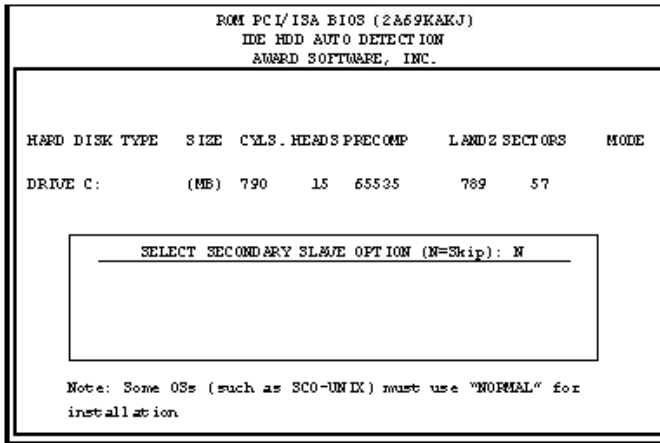 ROM PCI/ISA BIOS (2A69KAKJ)
IDE HDD AUTO DETECTION
AWARD SOFTWARE, INC.
HARD DISK TYPE SIZE CYLS. HEADS PRECOMP LANDZ SECTORS MODE
DRIVE C: (MB) 790 15 65535 789 57
SELECT SECONDARY SLAVE OPTION (N=Skip): N
Note: Some OSs (such as SCO-UNIX) must use "NORMAL" for
installation